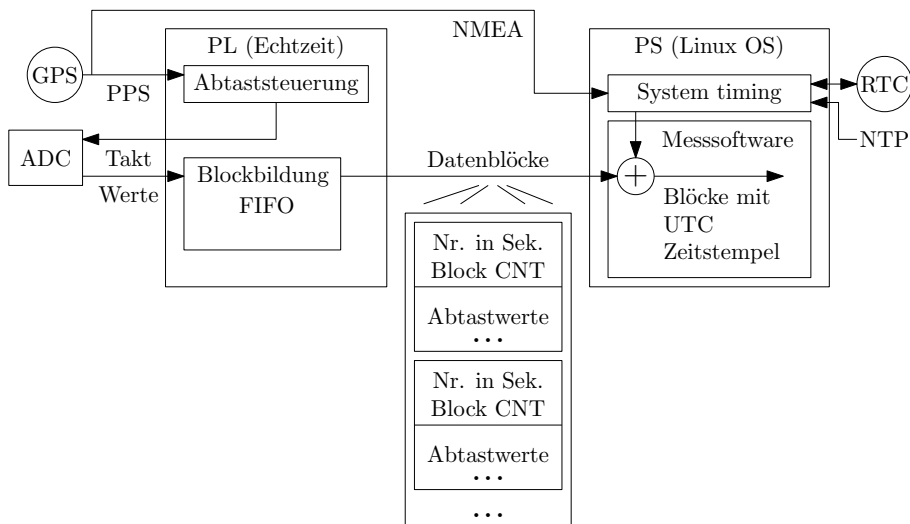 GPS
PPS
NMEA
PL (Echtzeit)
Abtaststeuerung
ADC
Takt
Werte
Blockbildung
FIFO
Datenblöcke
Nr. in Sek.
Block CNT
Abtastwerte
...
Nr. in Sek.
Block CNT
Abtastwerte
...
...
PS (Linux OS)
System timing
RTC
NTP
Messsoftware
+
Blöcke mit
UTC
Zeitstempel